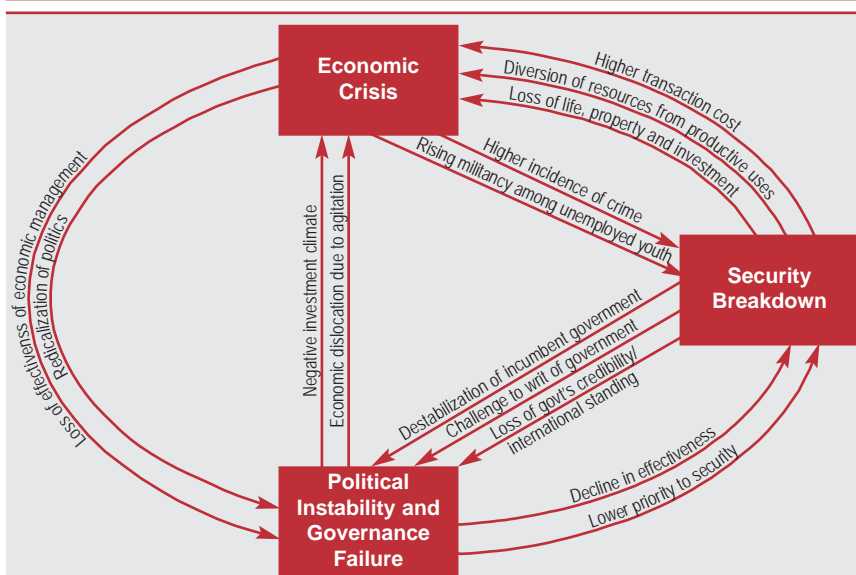 Economic
Crisis
Higher transaction cost
Diversion of resources from productive uses
Loss of life, property and investment
Higher incidence of crime
Rising militancy among unemployed youth
Loss of effectivenss of economic management
Redicalization of politics
Negative investment climate
Economic dislocation due to agitation
Security
Breakdown
Destabilization of incumbent government
Challenge to writ of government
Loss of govt's credibility/
international standing
Political
Instability and
Governance
Failure
Decline in effectiveness
Lower priority to security